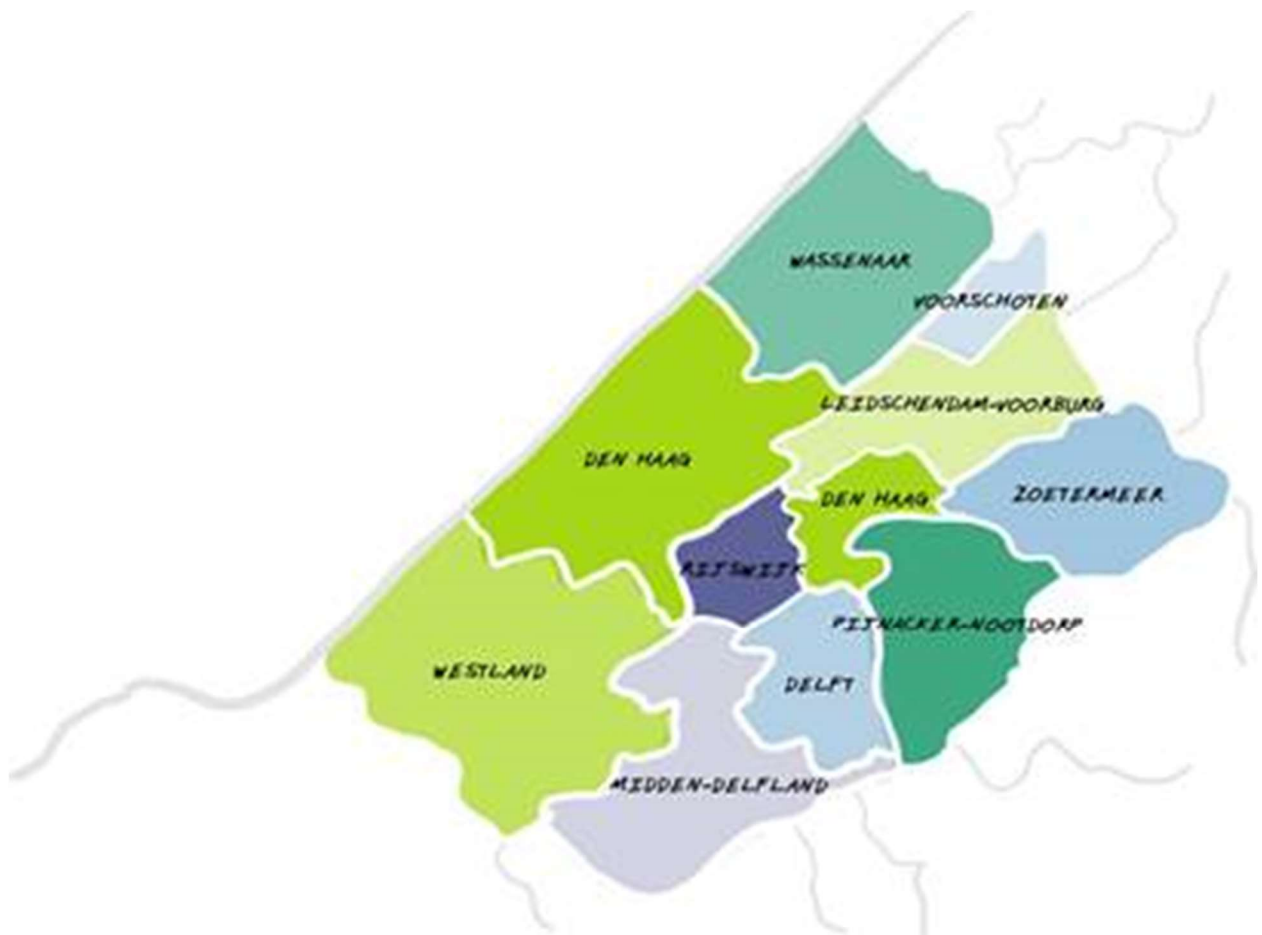 WASSENAAR
VOORSCHOTEN
LEIDSCHENDAM-VOORBURG
DEN HAAG
DEN HAAG
ZOETERMEER
RIJSWIJK
PIJNACKER-NOOTDORP
WESTLAND
DELFT
MIDDEN-DELFLAND